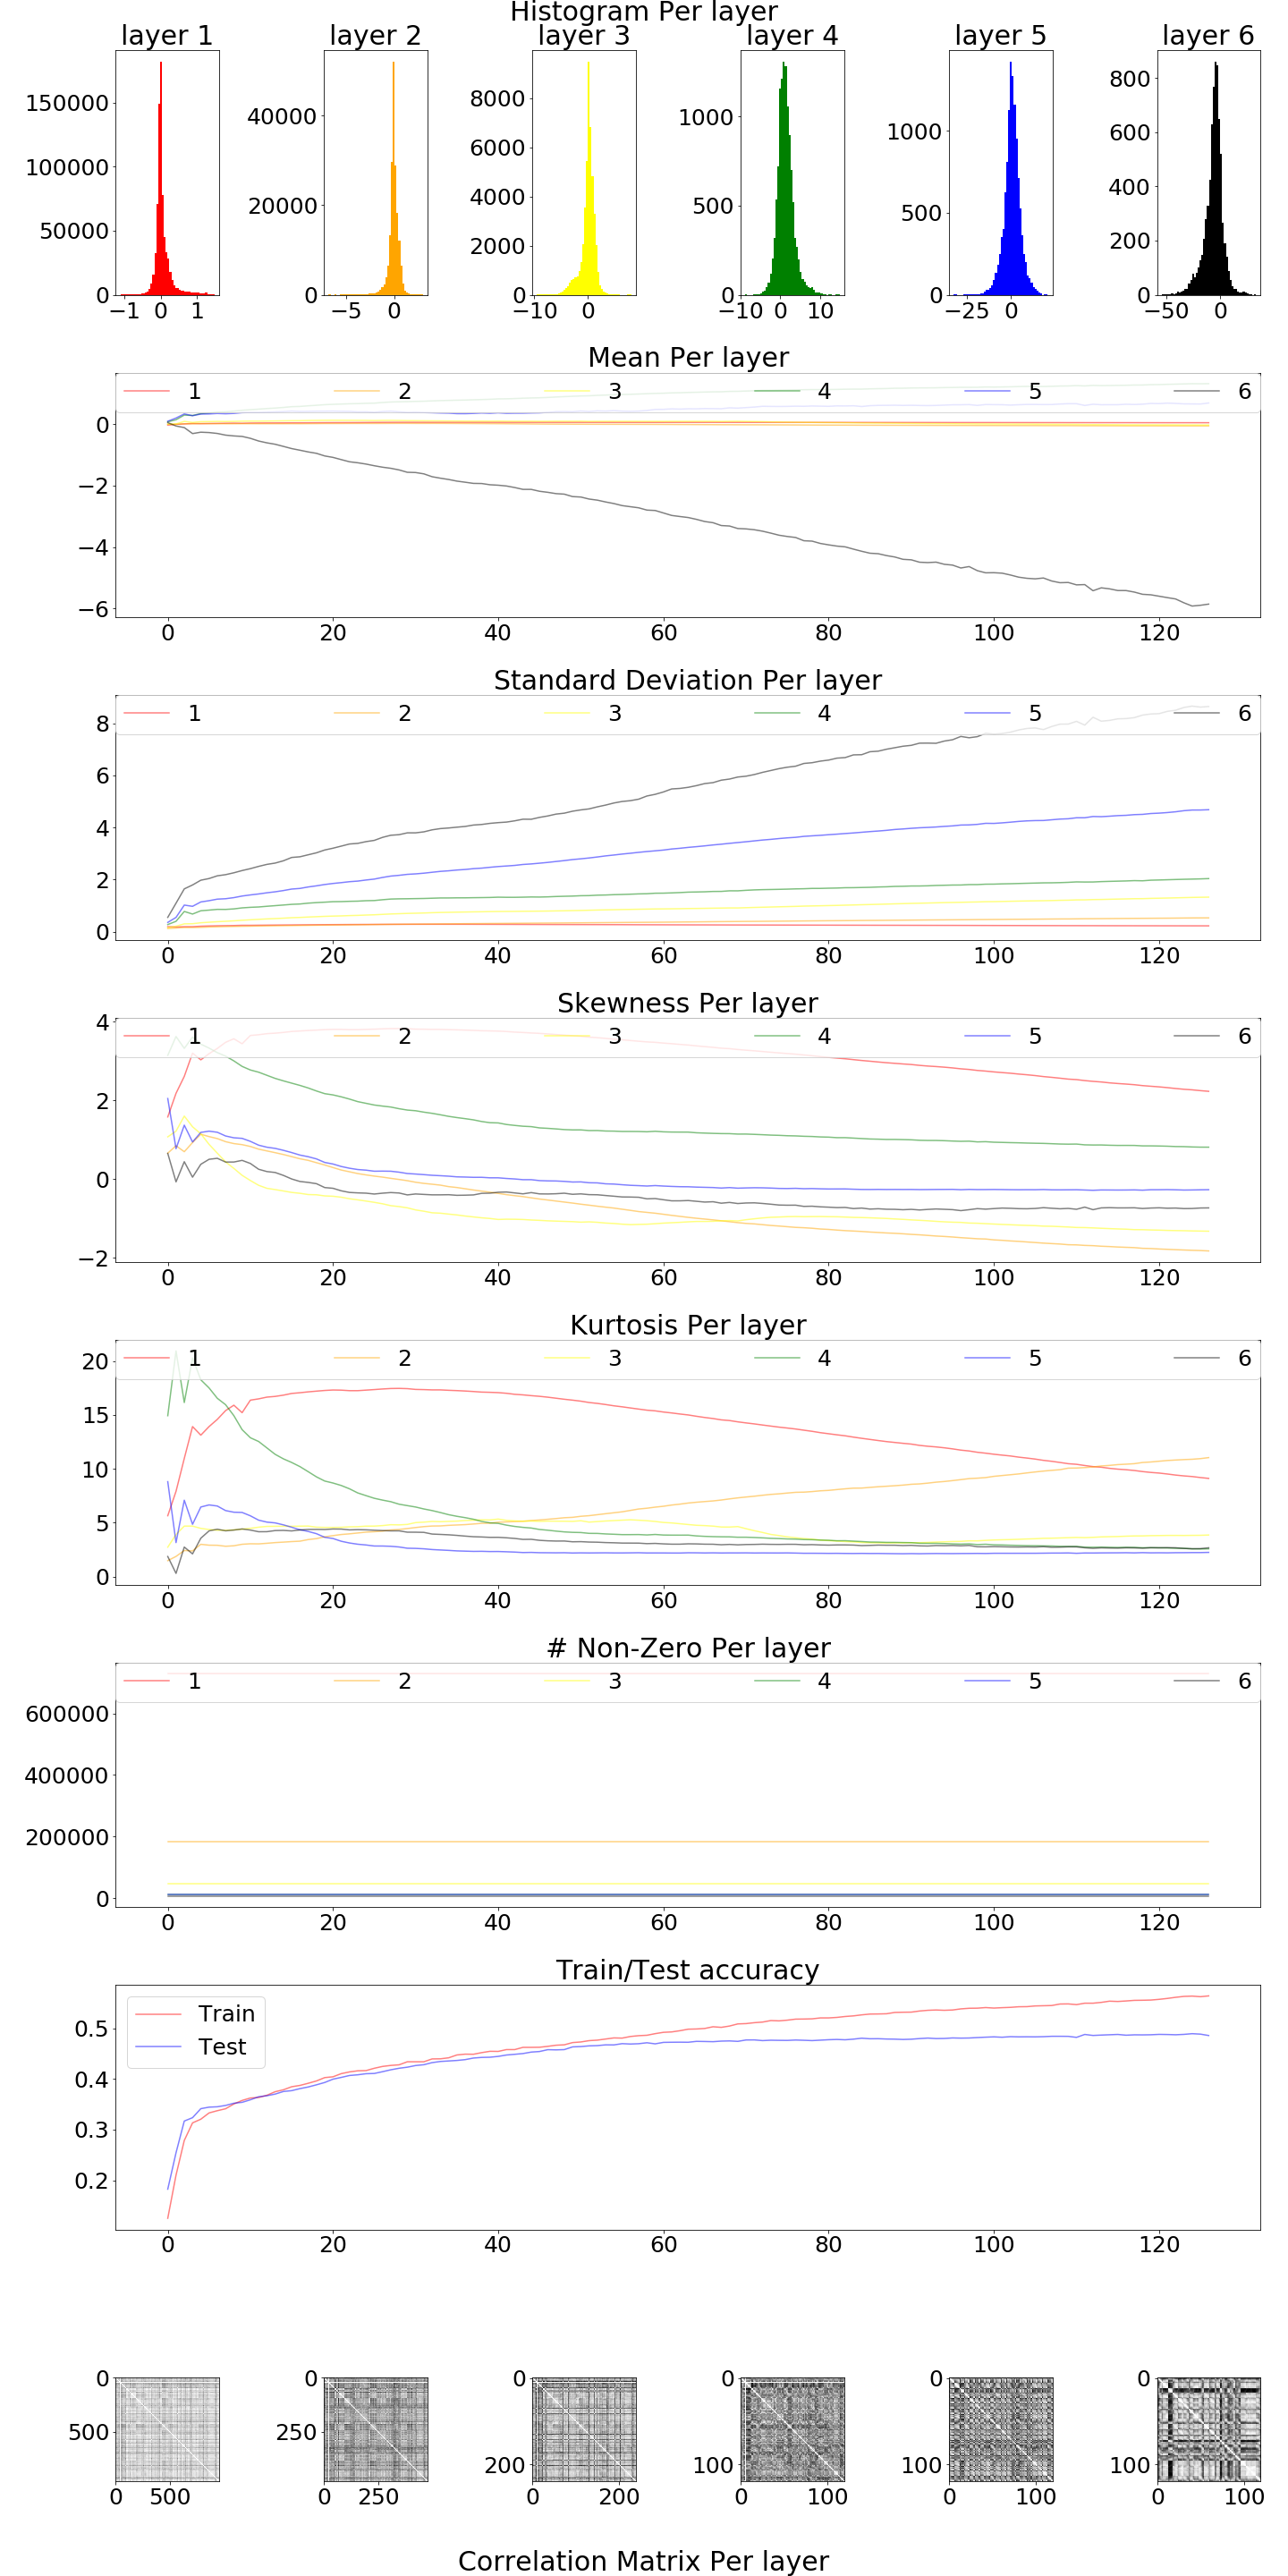 Histogram Per layer
layer 1 layer 2 layer 3 layer 4 layer 5 layer 6
150000
100000
50000
0
−1 0 1
40000
20000
0
−5 0
8000
6000
4000
2000
0
−10 0
1000
500
0
−10 0 10
1000
500
0
−25 0
800
600
400
200
0
−50 0
Mean Per layer
1 2 3 4 5 6
0
−2
−4
−6
0 20 40 60 80 100 120
Standard Deviation Per layer
1 2 3 4 5 6
8
6
4
2
0
0 20 40 60 80 100 120
Skewness Per layer
1 2 3 4 5 6
4
2
0
−2
0 20 40 60 80 100 120
Kurtosis Per layer
1 2 3 4 5 6
20
15
10
5
0
0 20 40 60 80 100 120
# Non-Zero Per layer
1 2 3 4 5 6
600000
400000
200000
0
0 20 40 60 80 100 120
Train/Test accuracy
Train
Test
0.5
0.4
0.3
0.2
0 20 40 60 80 100 120
0
500
0 500
0
250
0 250
0
200
0 200
0
100
0 100
0
100
0 100
0
100
0 100
Correlation Matrix Per layer